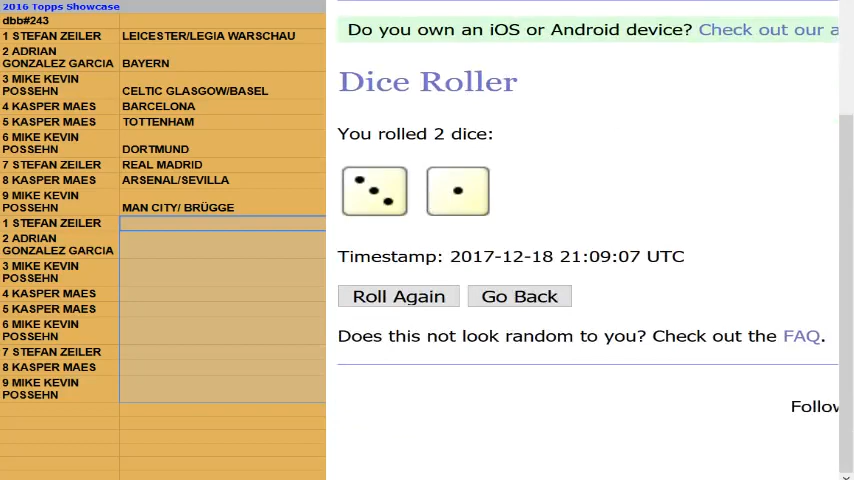 2016 Topps Showcase
dbb#243
1 STEFAN ZEILER LEICESTER/LEGIA WARSCHAU
2 ADRIAN
GONZALEZ GARCIA BAYERN
3 MIKE KEVIN
POSSEHN CELTIC GLASGOW/BASEL
4 KASPER MAES BARCELONA
5 KASPER MAES TOTTENHAM
6 MIKE KEVIN
POSSEHN DORTMUND
7 STEFAN ZEILER REAL MADRID
8 KASPER MAES ARSENAL/SEVILLA
9 MIKE KEVIN
POSSEHN MAN CITY/ BRÜGGE
1 STEFAN ZEILER
2 ADRIAN
GONZALEZ GARCIA
3 MIKE KEVIN
POSSEHN
4 KASPER MAES
5 KASPER MAES
6 MIKE KEVIN
POSSEHN
7 STEFAN ZEILER
8 KASPER MAES
9 MIKE KEVIN
POSSEHN
Do you own an iOS or Android device? Check out our a
Dice Roller
You rolled 2 dice:
Timestamp: 2017-12-18 21:09:07 UTC
Roll Again Go Back
Does this not look random to you? Check out the FAQ.
Follow